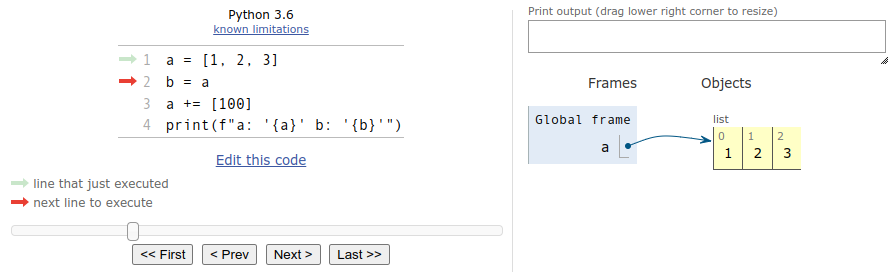 Python 3.6
known limitations
1 a = [1, 2, 3]
2 b = a
3 a += [100]
4 print(f"a: '{a}' b: '{b}'")
Edit this code
line that just executed
next line to execute
<< First < Prev Next > Last >>
Print output (drag lower right corner to resize)
Frames Objects
Global frame
a
list
0 1 2
1 2 3